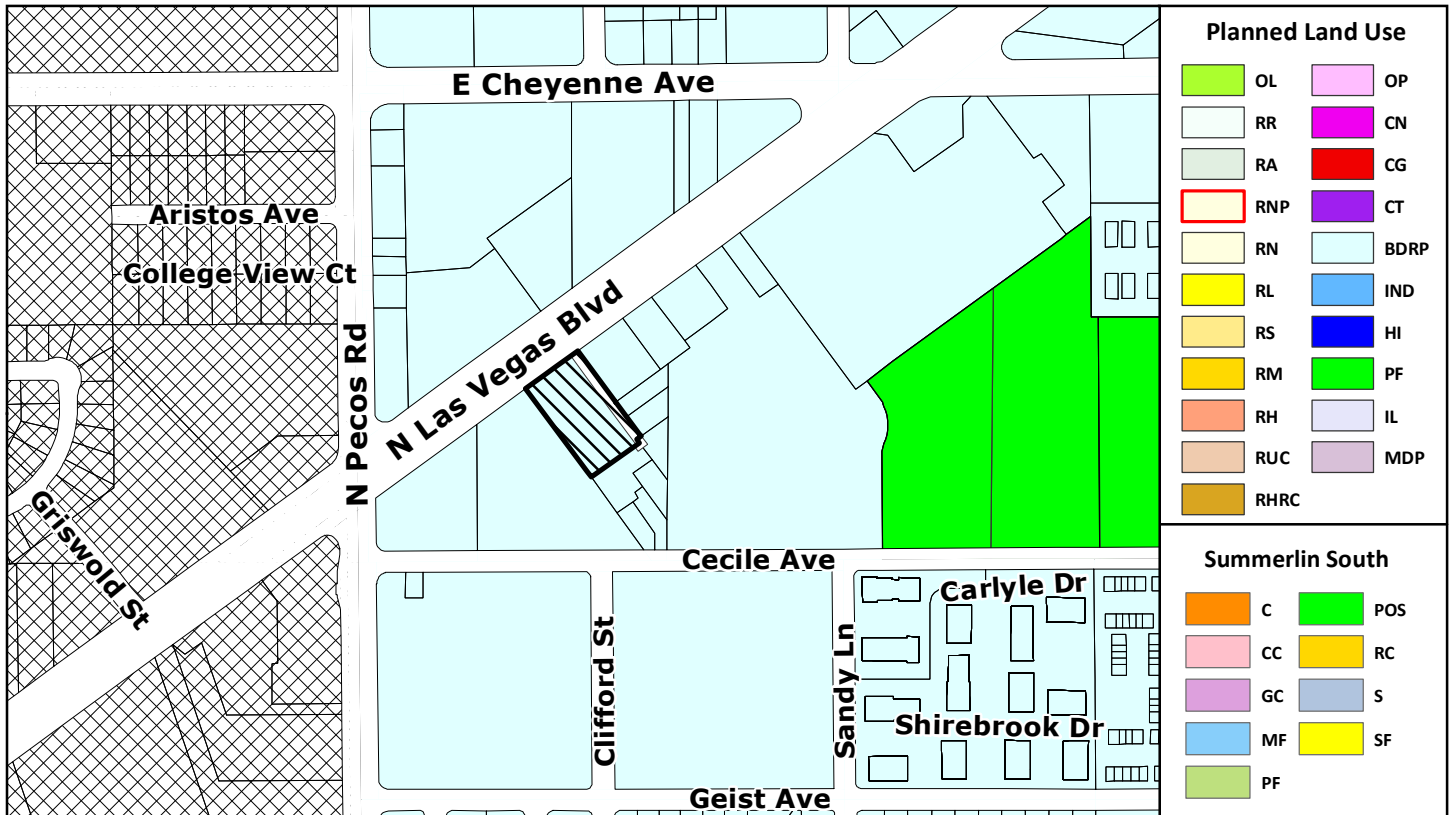 E Cheyenne Ave
Aristos Ave
College View Ct
N Pecos Rd
N Las Vegas Blvd
Griswold St
Cecile Ave
Carlyle Dr
Clifford St
Sandy Ln
Shirebrook Dr
Geist Ave
Planned Land Use
OL OP
RR CN
RA CG
RNP CT
RN BDRP
RL IND
RS HI
RM PF
RH IL
RUC MDP
RHRC
Summerlin South
C POS
CC RC
GC S
MF SF
PF